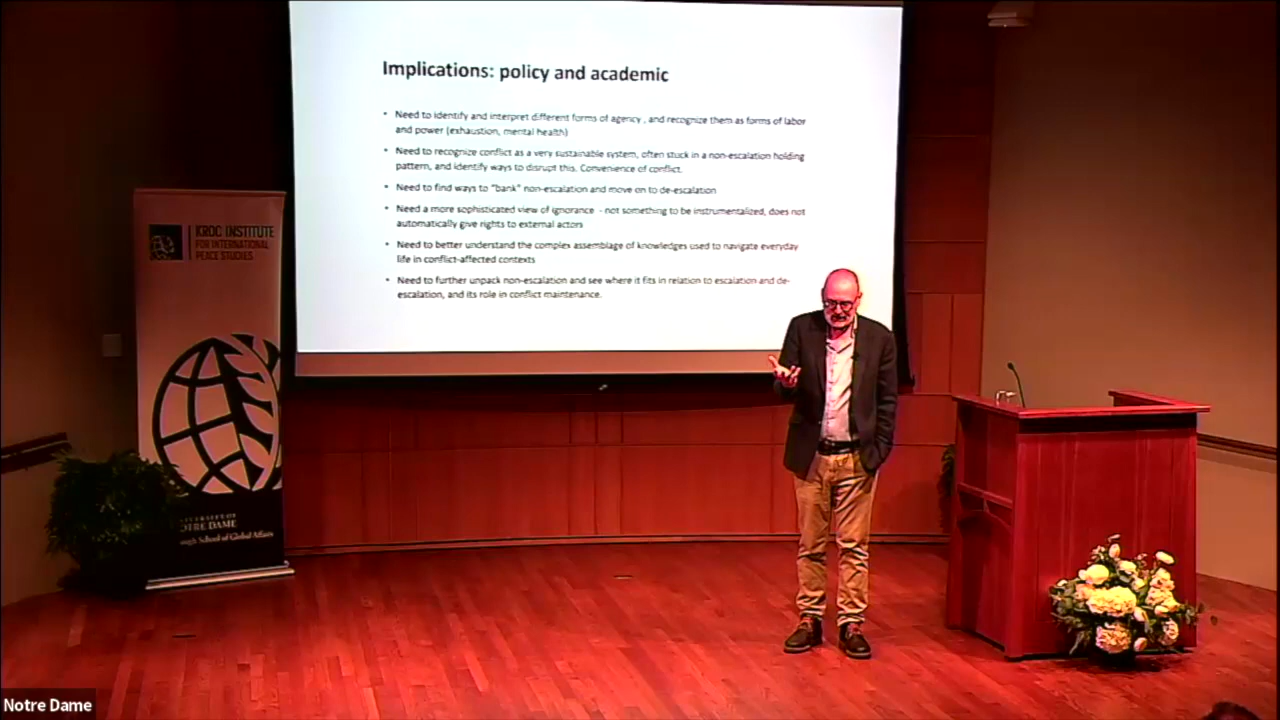 Implications: policy and academic
• Need to identify and interpret different forms of agency , and recognize them as forms of labor
and power (exhaustion, mental health)
• Need to recognize conflict as a very sustainable system, often stuck in a non-escalation holding
pattern, and identify ways to disrupt this. Convenience of conflict.
• Need to find ways to "bank" non-escalation and move on to de-escalation
• Need a more sophisticated view of ignorance - not something to be instrumentalized, does not
automatically give rights to external actors
• Need to better understand the complex assemblage of knowledges used to navigate everyday
life in conflict-affected contexts
• Need to further unpack non-escalation and see where it fits in relation to escalation and de-
escalation, and its role in conflict maintenance.
KROC INSTITUTE
FOR INTERNATIONAL
PEACE STUDIES
NOTRE DAME
School of Global Affairs
Notre Dame